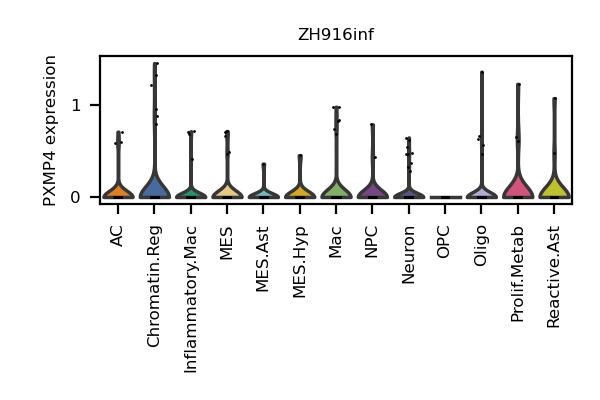 ZH916inf
PXMP4 expression
1
0
AC
Chromatin.Reg
Inflammatory.Mac
MES
MES.Ast
MES.Hyp
Mac
NPC
Neuron
OPC
Oligo
Prolif.Metab
Reactive.Ast